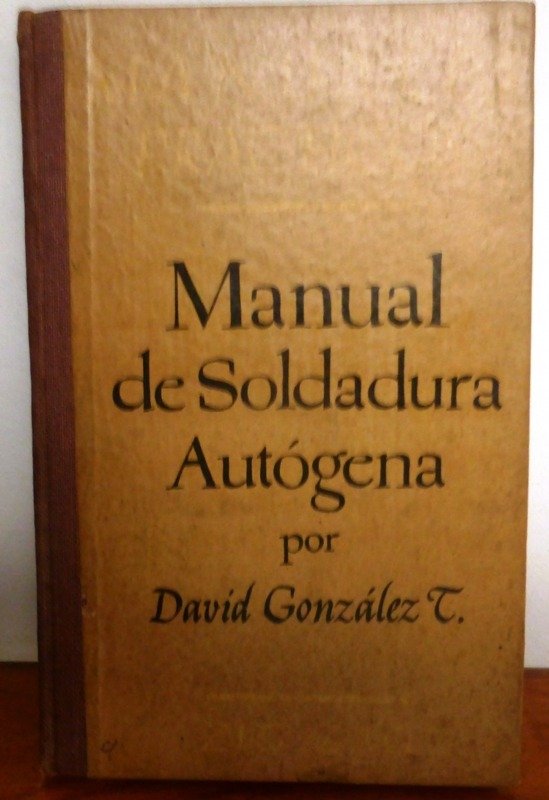 Manual
de Soldadura
Autógena
por
David González T.